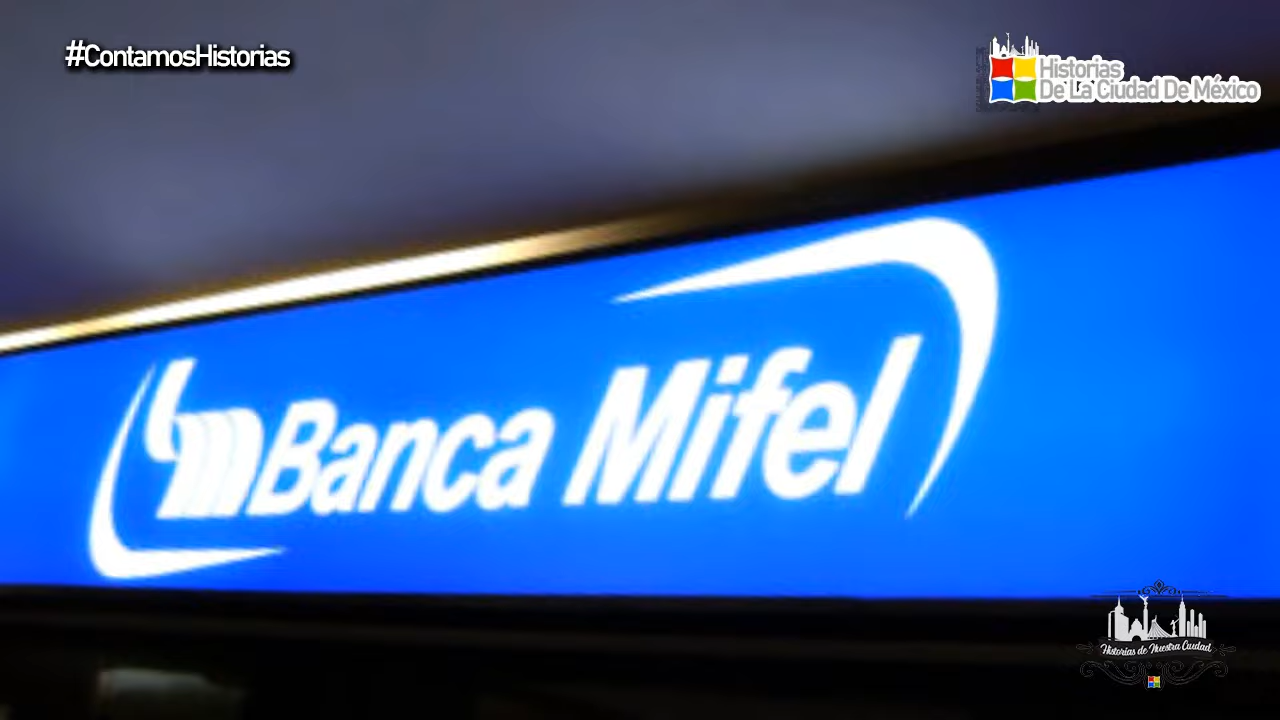 #ContamosHistorias
Historias
De La Ciudad De México
Banca Mifel
Historias de Nuestra Ciudad